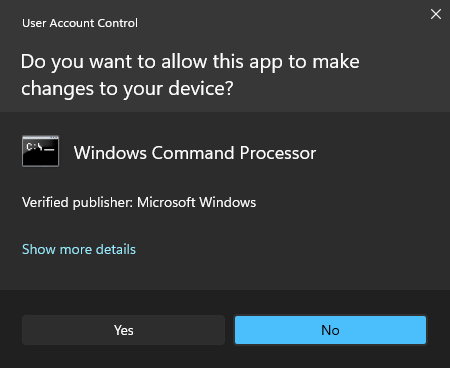 User Account Control
Do you want to allow this app to make
changes to your device?
C:\_
Windows Command Processor
Verified publisher: Microsoft Windows
Show more details
Yes
No